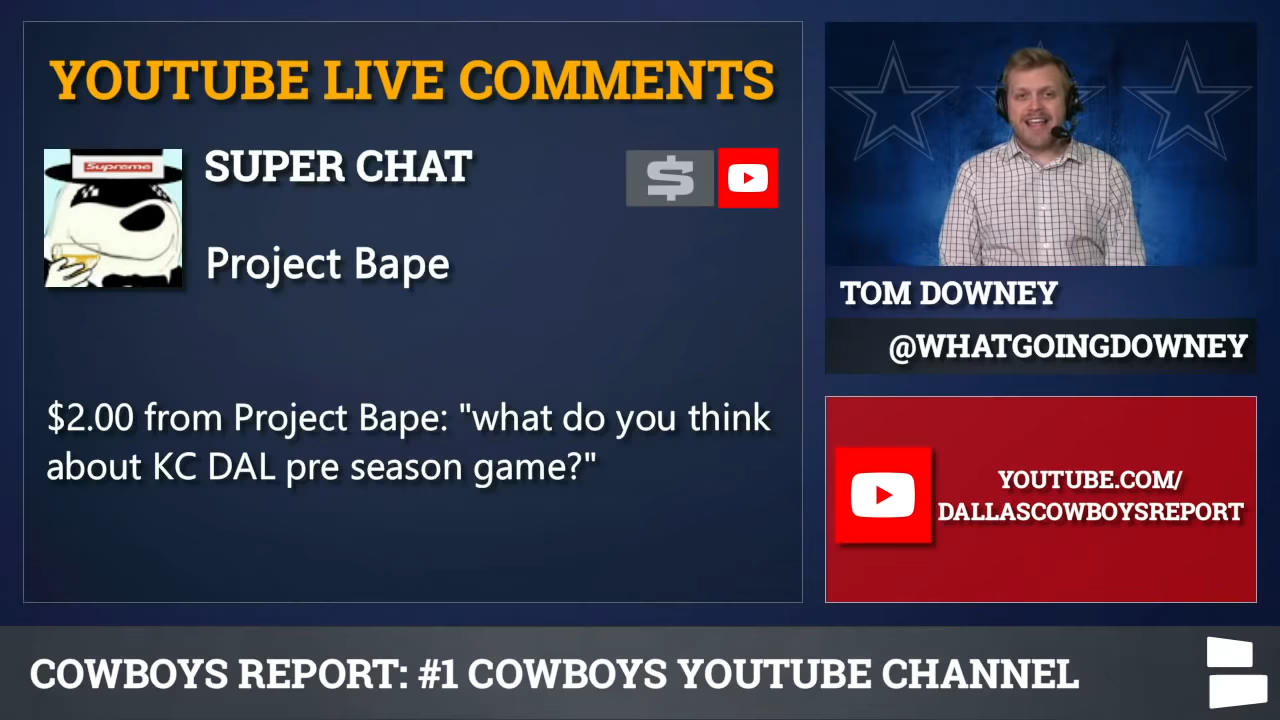 YOUTUBE LIVE COMMENTS
Supreme
SUPER CHAT
Project Bape
$2.00 from Project Bape: "what do you think
about KC DAL pre season game?"
TOM DOWNEY
@WHATGOINGDOWNEY
YOUTUBE.COM/
DALLASCOWBOYSREPORT
COWBOYS REPORT: #1 COWBOYS YOUTUBE CHANNEL